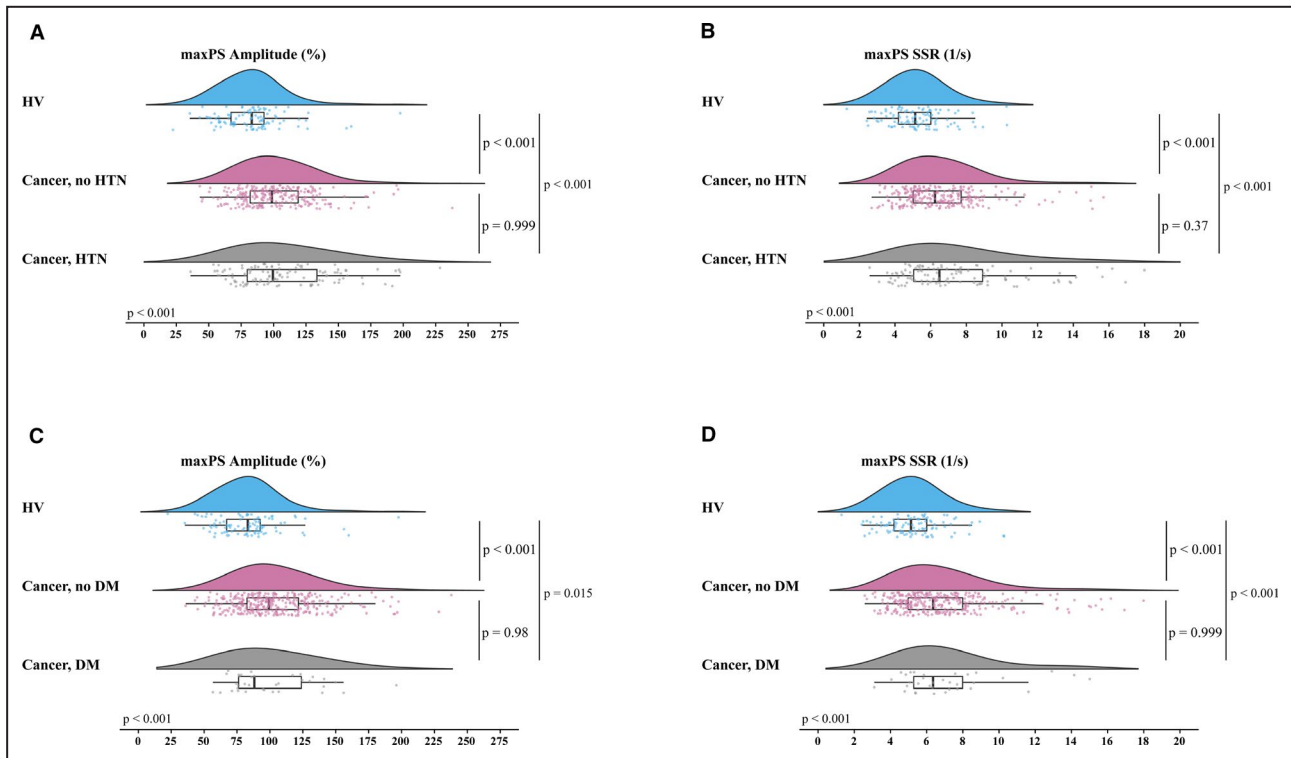 A
maxPS Amplitude (%)
HV
p < 0.001
Cancer, no HTN
p < 0.001
p = 0.999
Cancer, HTN
p < 0.001
0 25 50 75 100 125 150 175 200 225 250 275
B
maxPS SSR (1/s)
HV
p < 0.001
Cancer, no HTN
p < 0.001
p = 0.37
Cancer, HTN
p < 0.001
0 2 4 6 8 10 12 14 16 18 20
C
maxPS Amplitude (%)
HV
p < 0.001
Cancer, no DM
p = 0.015
p = 0.98
Cancer, DM
p < 0.001
0 25 50 75 100 125 150 175 200 225 250 275
D
maxPS SSR (1/s)
HV
p < 0.001
Cancer, no DM
p < 0.001
p = 0.999
Cancer, DM
p < 0.001
0 2 4 6 8 10 12 14 16 18 20